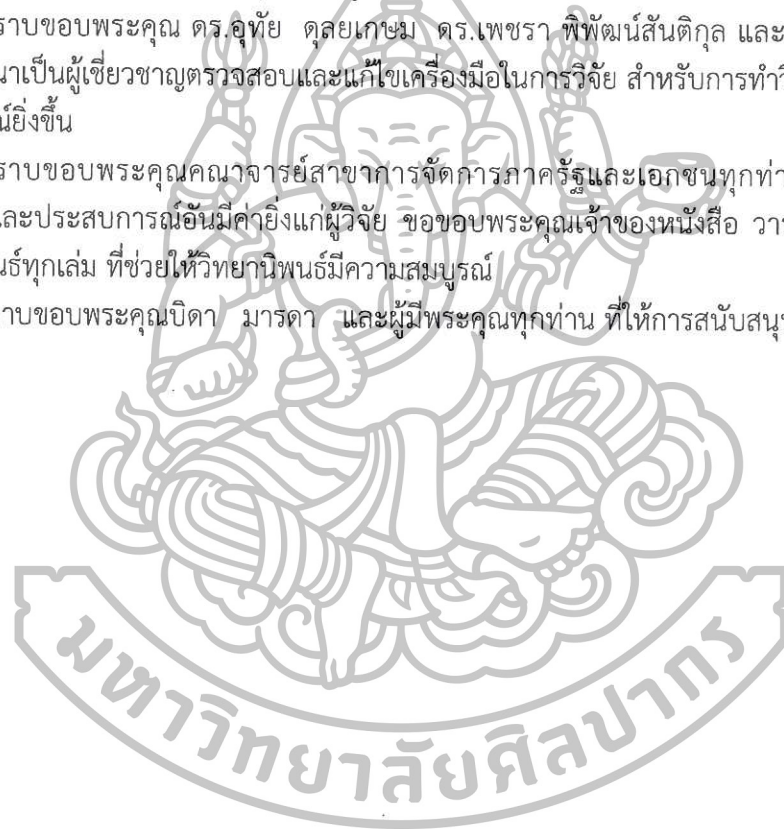 ราบขอบพระคุณ ดร.อุทัย ดุลยเกษม ดร.เพชรา พิพัฒน์สันติกุล และ
นาเป็นผู้เชี่ยวชาญตรวจสอบและแก้ไขเครื่องมือในการวิจัย สำหรับการทำวิ
ณ์ยิ่งขึ้น
ราบขอบพระคุณคณาจารย์สาขาการจัดการภาครัฐและเอกชนทุกท่า
และประสบการณ์อันมีค่ายิ่งแก่ผู้วิจัย ขอขอบพระคุณเจ้าของหนังสือ วา
นธ์ทุกเล่ม ที่ช่วยให้วิทยานิพนธ์มีความสมบูรณ์
าบขอบพระคุณบิดา มารดา และผู้มีพระคุณทุกท่าน ที่ให้การสนับสนุ
มหาวิทยาลัยศิลปากร